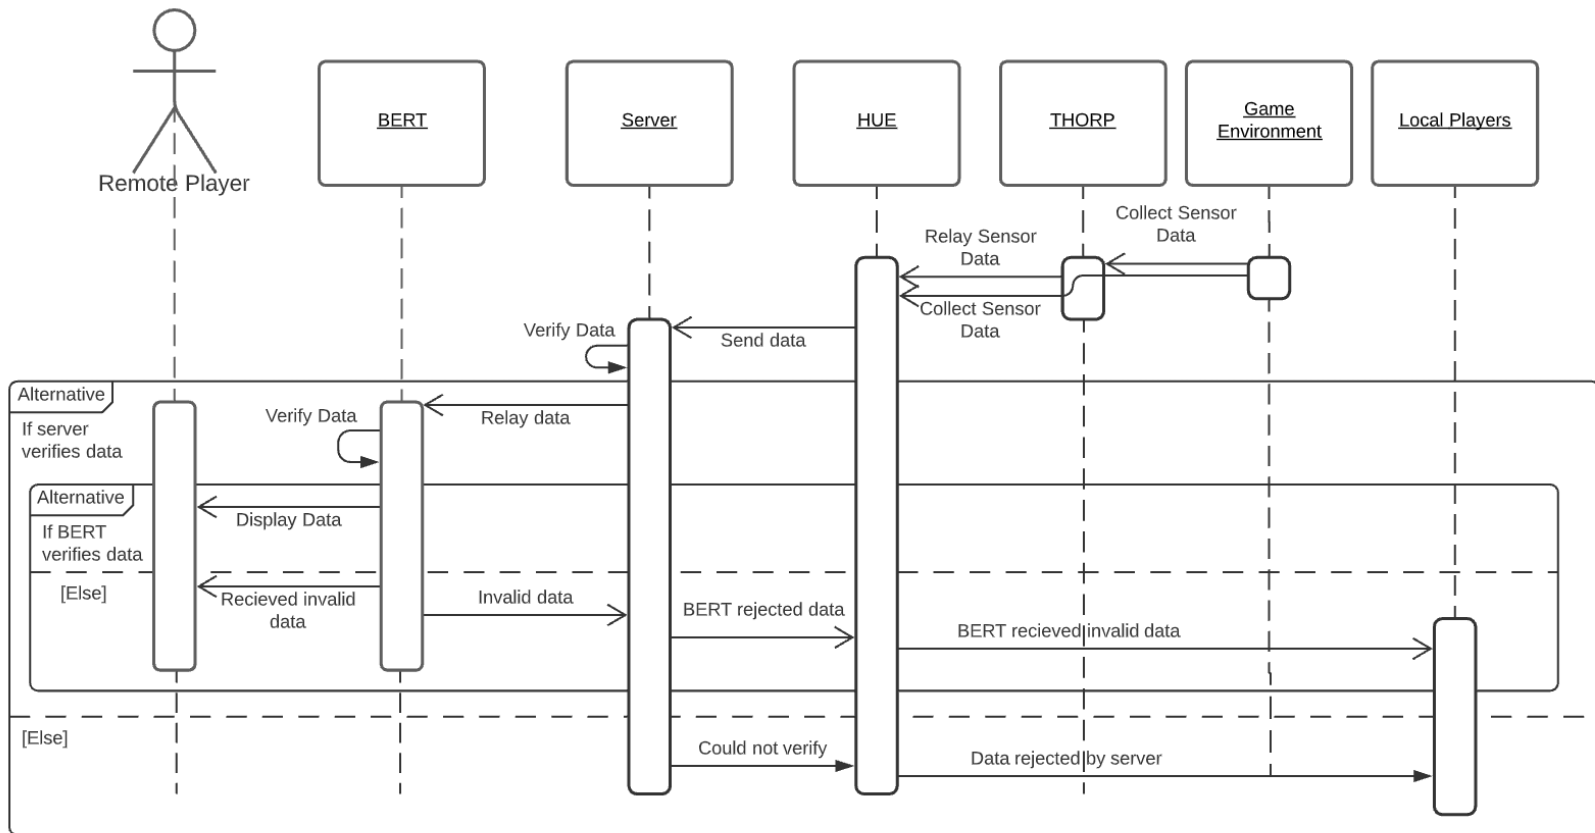 Remote Player
BERT
Server
HUE
THORP
Game
Environment
Local Players
Collect Sensor
Data
Relay Sensor
Data
Collect Sensor
Data
Send data
Verify Data
Alternative
If server
verifies data
Relay data
Verify Data
Alternative
If BERT
verifies data
Display Data
[Else]
Recieved invalid
data
Invalid data
BERT rejected data
BERT recieved invalid data
[Else]
Could not verify
Data rejected by server